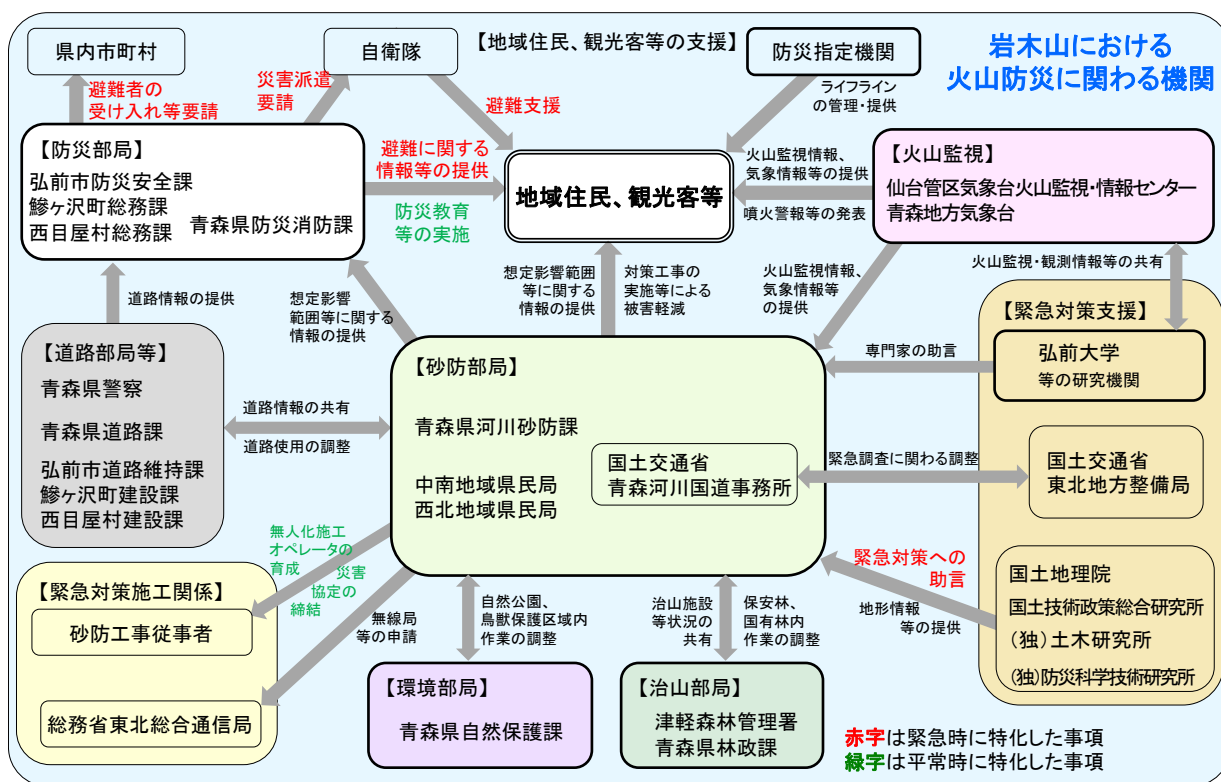 岩木山における
火山防災に関わる機関
県内市町村
自衛隊
【地域住民、観光客等の支援】
防災指定機関
避難者の
受け入れ等要請
災害派遣
要請
避難支援
ライフライン
の管理・提供
【防災部局】
弘前市防災安全課
鰺ヶ沢町総務課
西目屋村総務課
青森県防災消防課
避難に関する
情報等の提供
防災教育
等の実施
地域住民、観光客等
火山監視情報、
気象情報等の提供
噴火警報等の発表
【火山監視】
仙台管区気象台火山監視・情報センター
青森地方気象台
道路情報の提供
想定影響
範囲等に関する
情報の提供
想定影響範囲
等に関する
情報の提供
対策工事の
実施等による
被害軽減
火山監視情報、
気象情報等
の提供
火山監視・観測情報等の共有
【道路部局等】
青森県警察
青森県道路課
弘前市道路維持課
鰺ヶ沢町建設課
西目屋村建設課
道路情報の共有
道路使用の調整
【砂防部局】
青森県河川砂防課
中南地域県民局
西北地域県民局
国土交通省
青森河川国道事務所
専門家の助言
緊急調査に関わる調整
【緊急対策支援】
弘前大学
等の研究機関
国土交通省
東北地方整備局
国土地理院
国土技術政策総合研究所
(独)土木研究所
(独)防災科学技術研究所
緊急対策への
助言
地形情報
等の提供
無人化施工
オペレータの
育成
災害
協定の
締結
無線局
等の申請
【緊急対策施工関係】
砂防工事従事者
総務省東北総合通信局
自然公園、
鳥獣保護区域内
作業の調整
治山施設
等状況の
共有
保安林、
国有林内
作業の調整
【環境部局】
青森県自然保護課
【治山部局】
津軽森林管理署
青森県林政課
赤字は緊急時に特化した事項
緑字は平常時に特化した事項